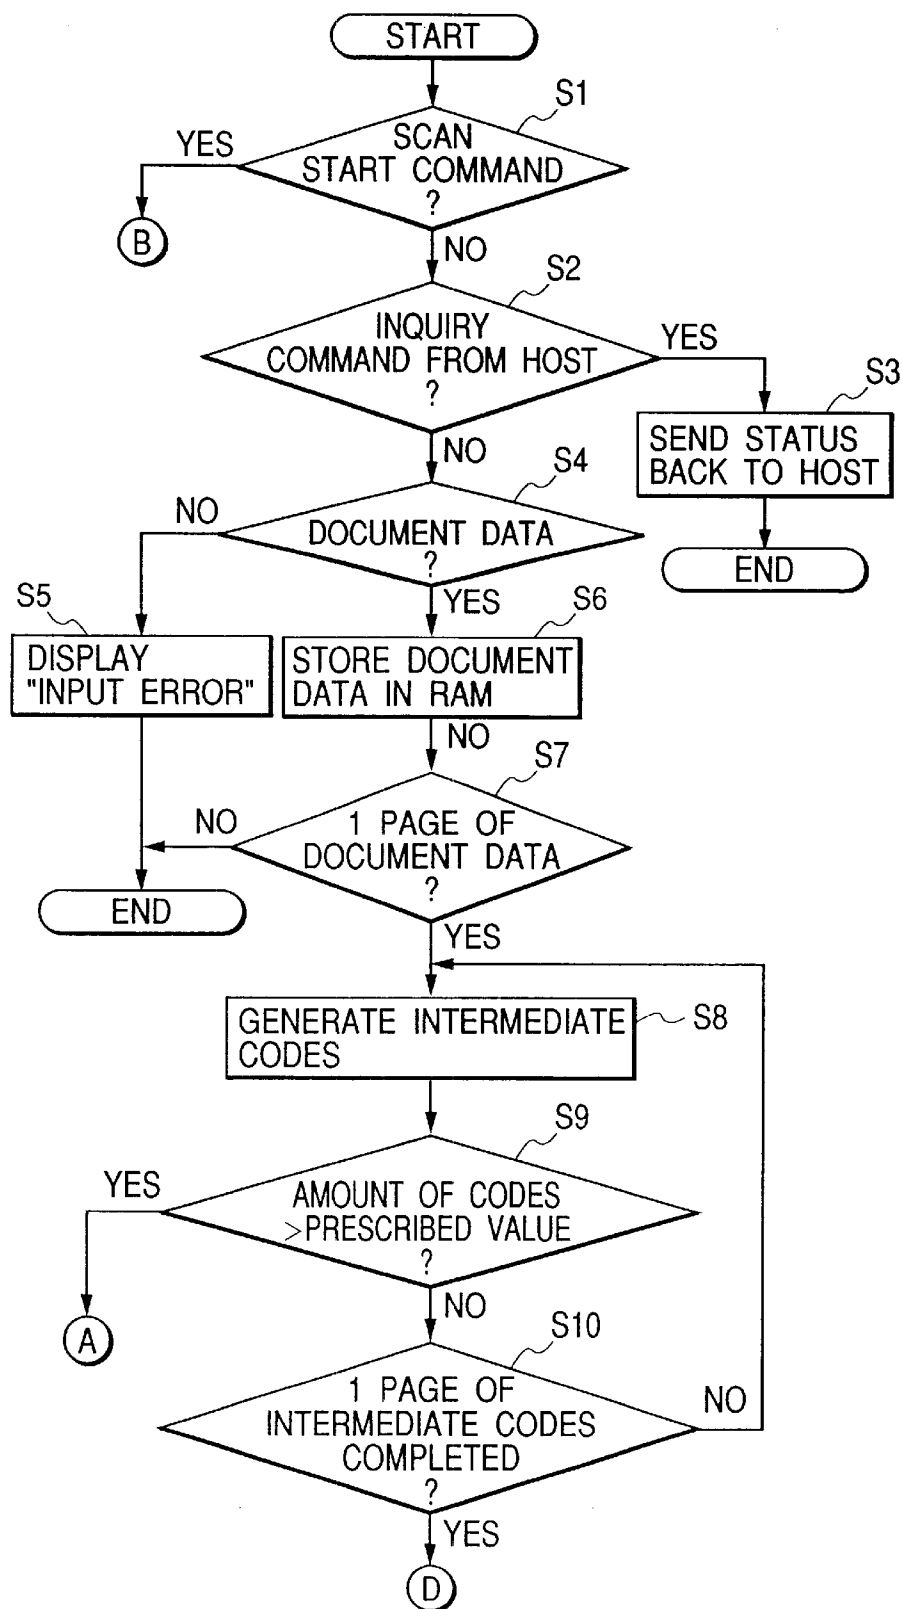 START
S1
SCAN
START COMMAND
?
YES
B
NO
S2
INQUIRY
COMMAND FROM HOST
?
YES
S3
SEND STATUS
BACK TO HOST
END
NO
S4
DOCUMENT DATA
?
NO
YES
S5
DISPLAY
"INPUT ERROR"
S6
STORE DOCUMENT
DATA IN RAM
NO
S7
1 PAGE OF
DOCUMENT DATA
?
NO
END
YES
GENERATE INTERMEDIATE
CODES
S8
S9
AMOUNT OF CODES
>PRESCRIBED VALUE
?
YES
A
NO
S10
1 PAGE OF
INTERMEDIATE CODES
COMPLETED
?
NO
YES
D